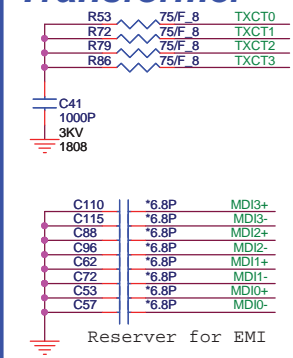 Transformer
R53 75/F_8 TXCT0
R72 75/F_8 TXCT1
R79 75/F_8 TXCT2
R86 75/F_8 TXCT3
C41
1000P
3KV
1808
C110 *6.8P MDI3+
C115 *6.8P MDI3-
C88 *6.8P MDI2+
C96 *6.8P MDI2-
C62 *6.8P MDI1+
C72 *6.8P MDI1-
C53 *6.8P MDI0+
C57 *6.8P MDI0-
Reserver for EMI